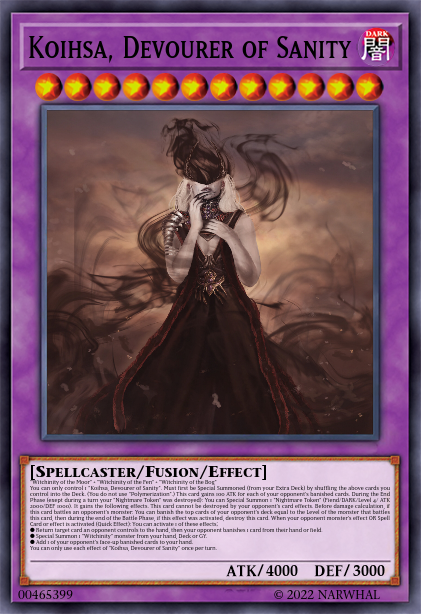 Koihsa, Devourer of Sanity
DARK
闇
[Spellcaster/Fusion/Effect]
"Witchinity of the Moor" + "Witchinity of the Fen" + "Witchinity of the Bog"
You can only control 1 "Koihsa, Devourer of Sanity". Must first be Special Summoned (from your Extra Deck) by shuffling the above cards you
control into the Deck. (You do not use "Polymerization".) This card gains 100 ATK for each of your opponent's banished cards. During the End
Phase (except during a turn your "Nightmare Token" was destroyed): You can Special Summon 1 "Nightmare Token" (Fiend/DARK/Level 4/ ATK
2000/DEF 1000). It gains the following effects. This card cannot be destroyed by your opponent's card effects. Before damage calculation, if
this card battles an opponent's monster: You can banish the top cards of your opponent's deck equal to the Level of the monster that battles
this card, then during the end of the Battle Phase, if this effect was activated, destroy this card. When your opponent's monster effect OR Spell
Card or effect is activated (Quick Effect): You can activate 1 of these effects.
●Return target card an opponent controls to the hand, then your opponent banishes 1 card from their hand or field.
●Special Summon 1 "Witchinity" monster from your hand, Deck or GY.
●Add 1 of your opponent's face-up banished cards to your hand.
You can only use each effect of "Koihsa, Devourer of Sanity" once per turn.
ATK/4000 DEF/3000
00465399
© 2022 NARWHAL